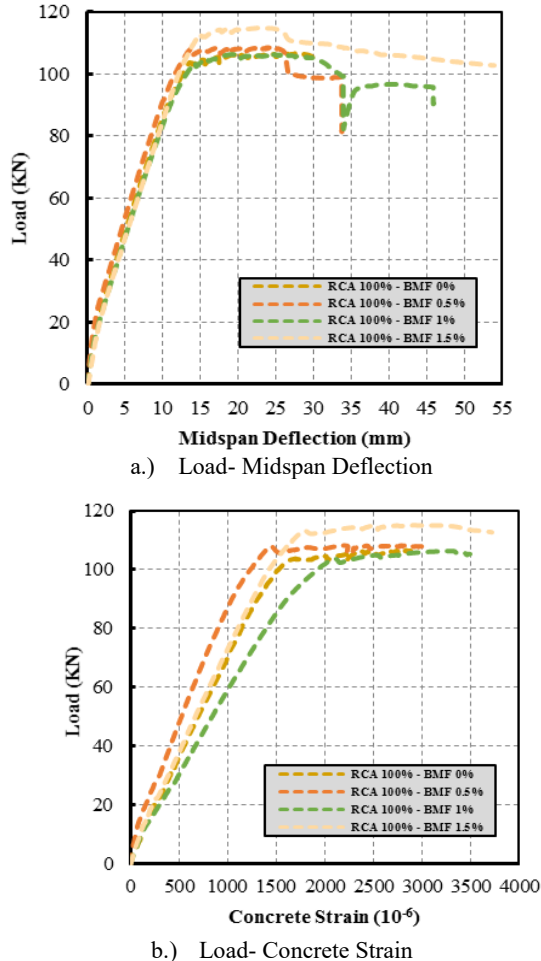 120
100
80
60
40
20
0
Load (KN)
RCA 100% - BMF 0%
RCA 100% - BMF 0.5%
RCA 100% - BMF 1%
RCA 100% - BMF 1.5%
0 5 10 15 20 25 30 35 40 45 50 55
Midspan Deflection (mm)
a.) Load- Midspan Deflection
120
100
80
60
40
20
0
Load (KN)
RCA 100% - BMF 0%
RCA 100% - BMF 0.5%
RCA 100% - BMF 1%
RCA 100% - BMF 1.5%
0 500 1000 1500 2000 2500 3000 3500 4000
Concrete Strain (10⁻⁶)
b.) Load- Concrete Strain